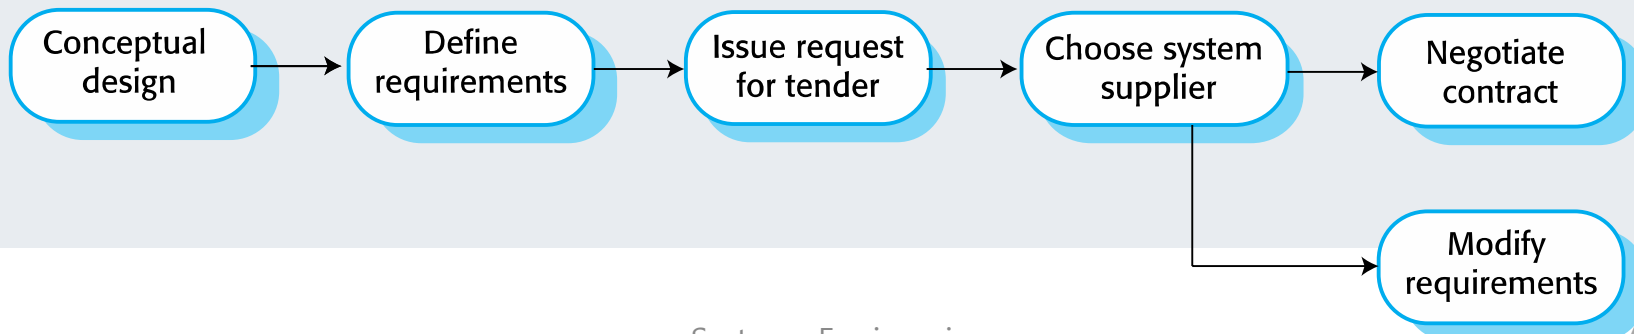 Conceptual
design
Define
requirements
Issue request
for tender
Choose system
supplier
Negotiate
contract
Modify
requirements